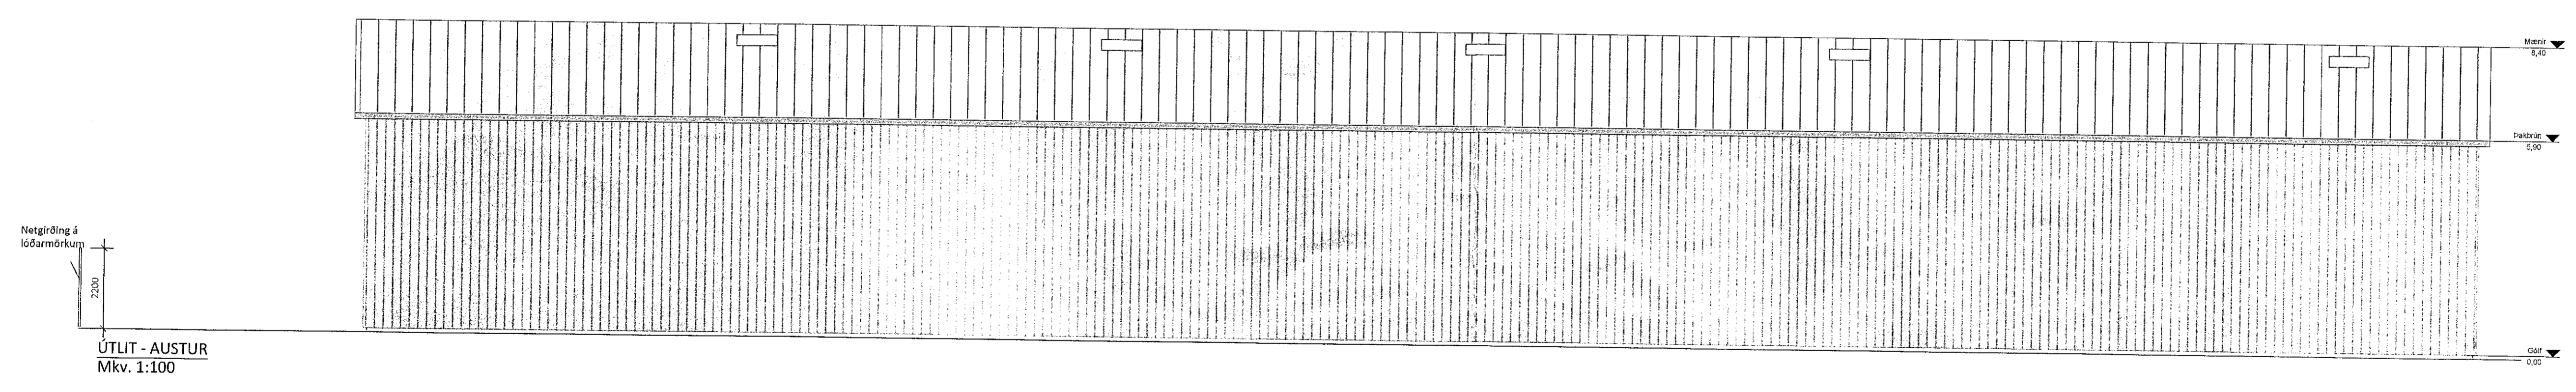 Mænir
8,40
Þakbrún
5,90
Netgirðing á
lóðarmörkum
2200
ÚTLIT - AUSTUR
Mkv. 1:100
Gólf
0,00